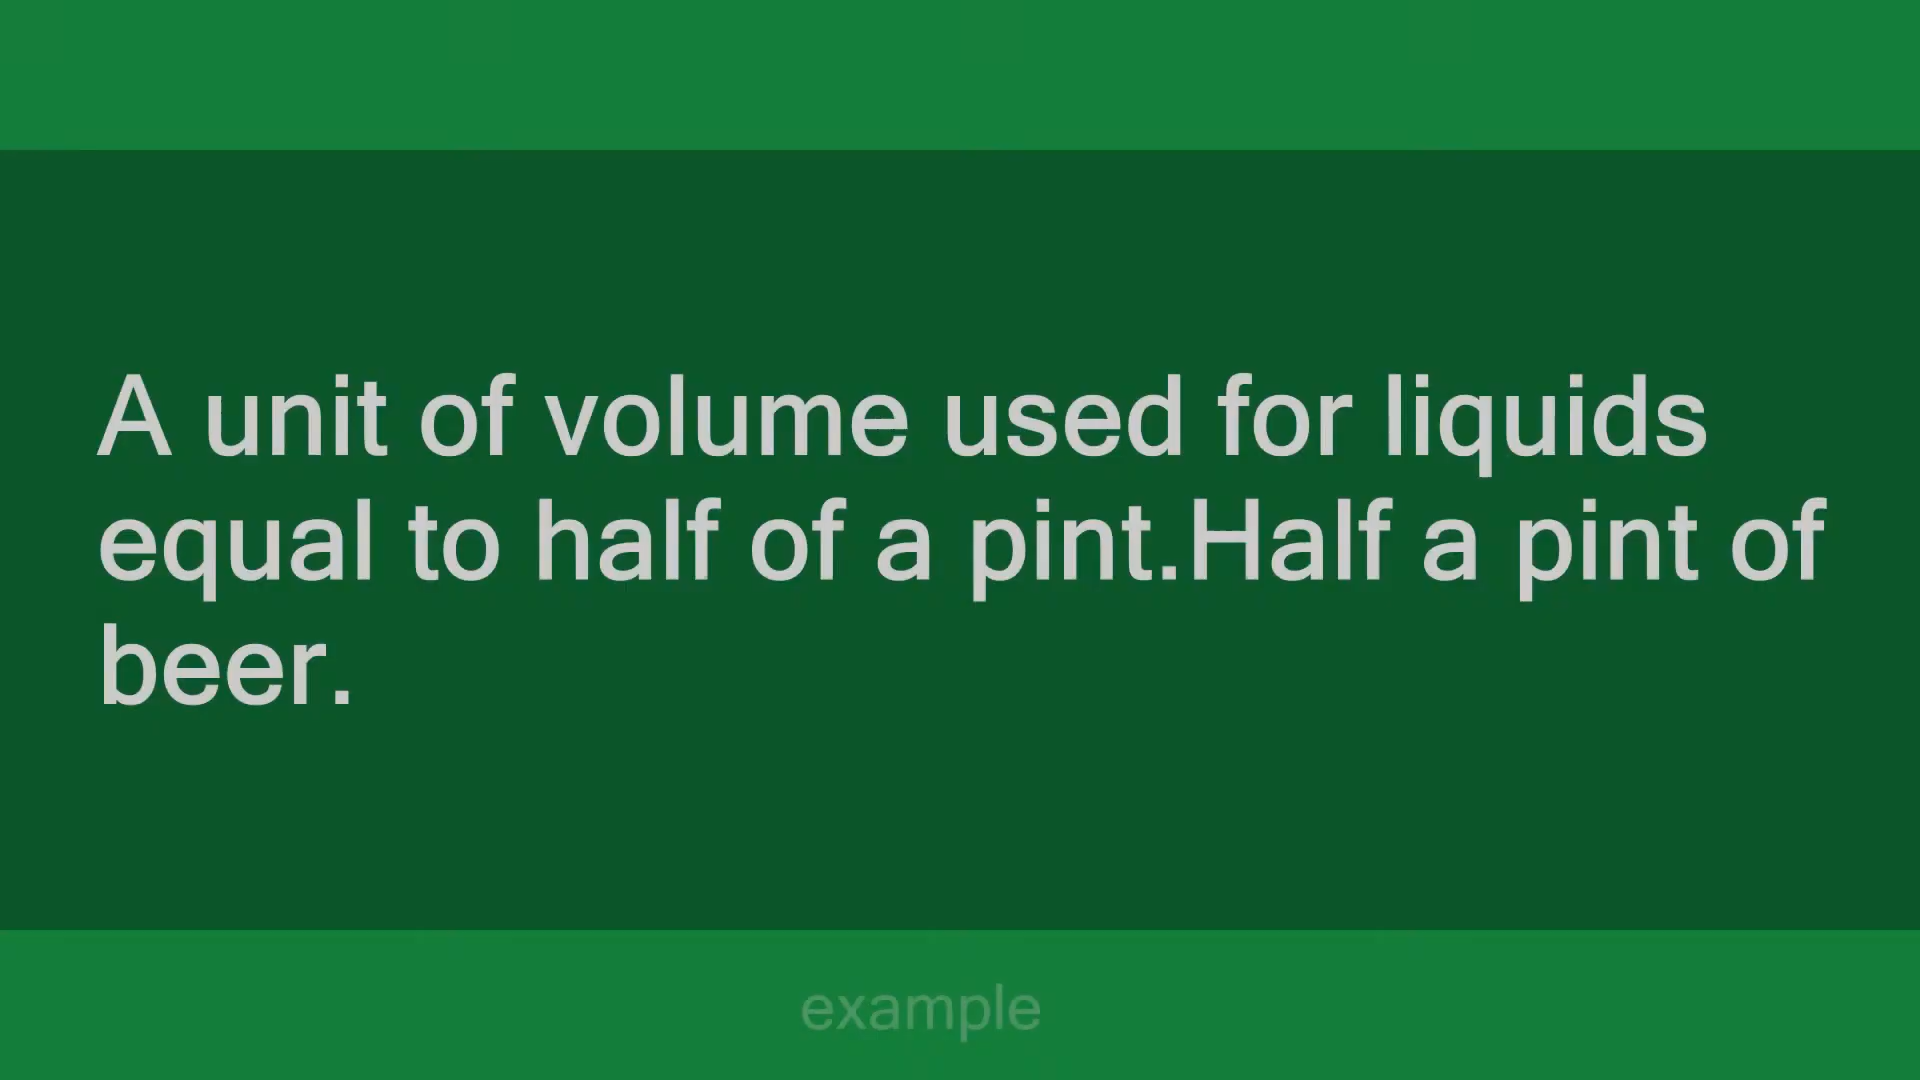 A unit of volume used for liquids
equal to half of a pint.Half a pint of
beer.
example